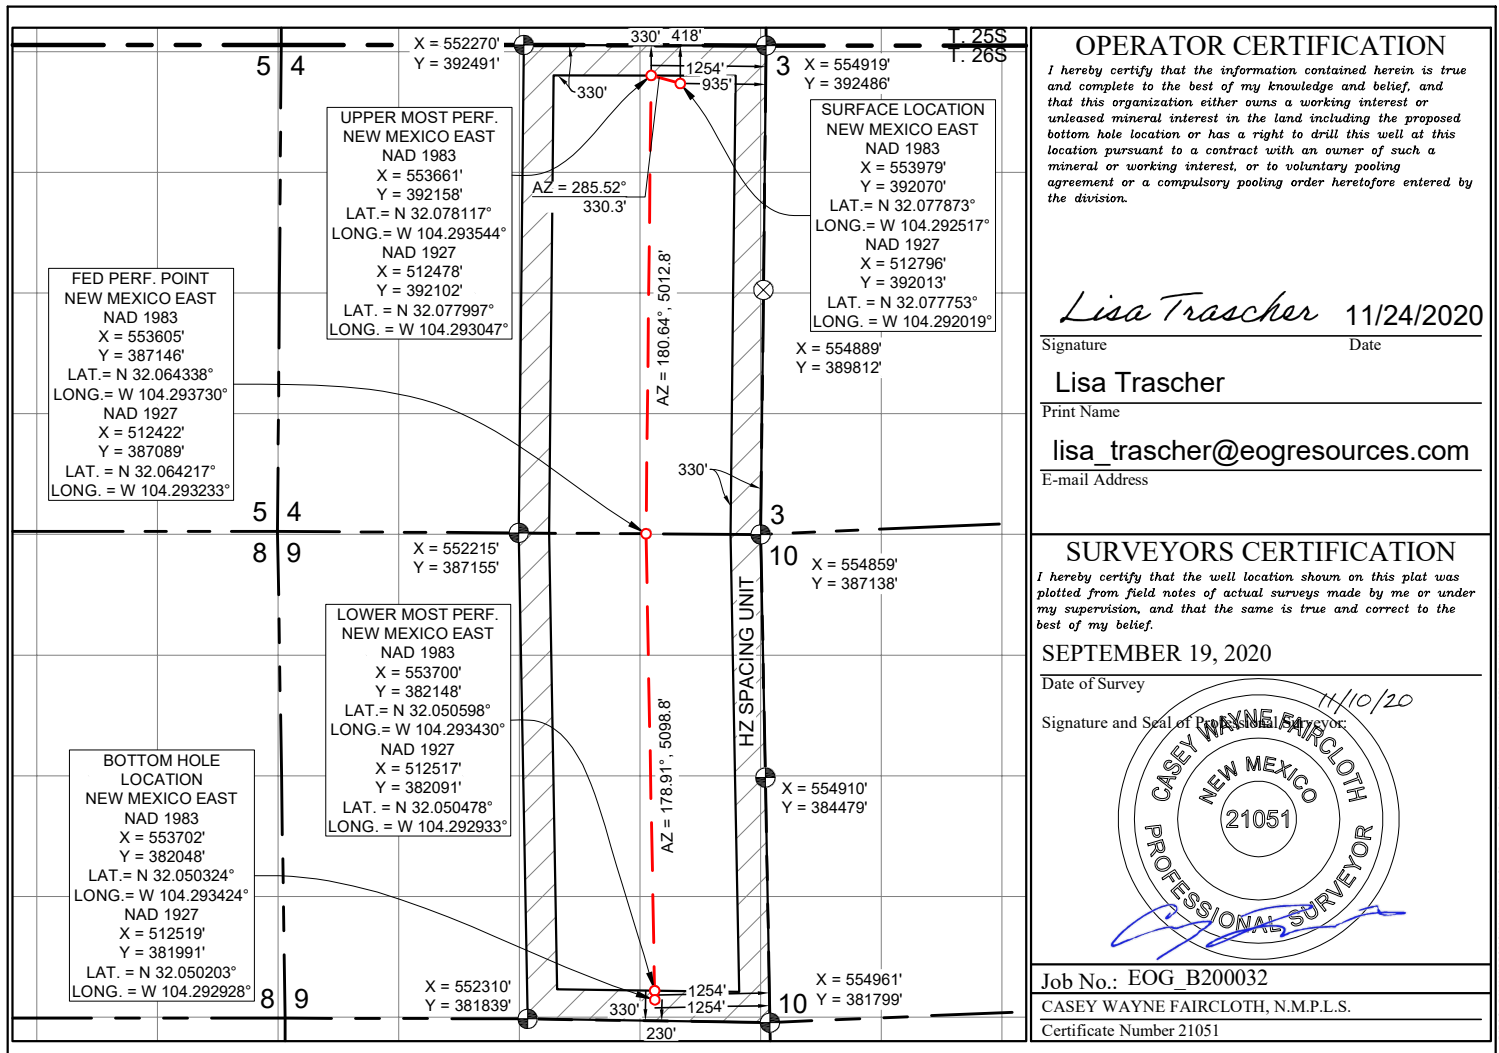 X = 552270'
Y = 392491'
330'
418'
T. 25S
T. 26S
5
4
3
1254'
935'
X = 554919'
Y = 392486'
330'
UPPER MOST PERF.
NEW MEXICO EAST
NAD 1983
X = 553661'
Y = 392158'
LAT.= N 32.078117°
LONG.= W 104.293544°
NAD 1927
X = 512478'
Y = 392102'
LAT. = N 32.077997°
LONG. = W 104.293047°
SURFACE LOCATION
NEW MEXICO EAST
NAD 1983
X = 553979'
Y = 392070'
LAT.= N 32.077873°
LONG.= W 104.292517°
NAD 1927
X = 512796'
Y = 392013'
LAT. = N 32.077753°
LONG. = W 104.292019°
AZ = 285.52°
330.3'
AZ = 180.64°, 5012.8'
FED PERF. POINT
NEW MEXICO EAST
NAD 1983
X = 553605'
Y = 387146'
LAT.= N 32.064338°
LONG.= W 104.293730°
NAD 1927
X = 512422'
Y = 387089'
LAT. = N 32.064217°
LONG. = W 104.293233°
X = 554889'
Y = 389812'
330'
5
4
8
9
3
10
X = 552215'
Y = 387155'
X = 554859'
Y = 387138'
HZ SPACING UNIT
LOWER MOST PERF.
NEW MEXICO EAST
NAD 1983
X = 553700'
Y = 382148'
LAT.= N 32.050598°
LONG.= W 104.293430°
NAD 1927
X = 512517'
Y = 382091'
LAT. = N 32.050478°
LONG. = W 104.292933°
AZ = 178.91°, 5098.8'
X = 554910'
Y = 384479'
BOTTOM HOLE
LOCATION
NEW MEXICO EAST
NAD 1983
X = 553702'
Y = 382048'
LAT.= N 32.050324°
LONG.= W 104.293424°
NAD 1927
X = 512519'
Y = 381991'
LAT. = N 32.050203°
LONG. = W 104.292928°
8
9
X = 552310'
Y = 381839'
1254'
1254'
330'
230'
10
X = 554961'
Y = 381799'
OPERATOR CERTIFICATION
I hereby certify that the information contained herein is true
and complete to the best of my knowledge and belief, and
that this organization either owns a working interest or
unleased mineral interest in the land including the proposed
bottom hole location or has a right to drill this well at this
location pursuant to a contract with an owner of such a
mineral or working interest, or to voluntary pooling
agreement or a compulsory pooling order heretofore entered by
the division.
Lisa Trascher 11/24/2020
Signature Date
Lisa Trascher
Print Name
lisa_trascher@eogresources.com
E-mail Address
SURVEYORS CERTIFICATION
I hereby certify that the well location shown on this plat was
plotted from field notes of actual surveys made by me or under
my supervision, and that the same is true and correct to the
best of my belief.
SEPTEMBER 19, 2020
Date of Survey
11/10/20
Signature and Seal of Professional Surveyor:
CASEY WAYNE FAIRCLOTH
NEW MEXICO
21051
PROFESSIONAL SURVEYOR
Job No.: EOG_B200032
CASEY WAYNE FAIRCLOTH, N.M.P.L.S.
Certificate Number 21051